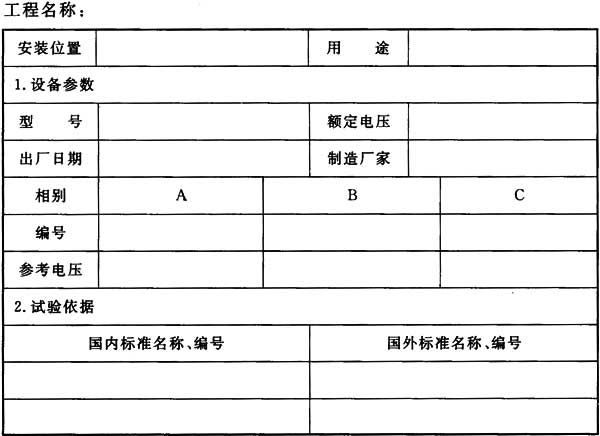 工程名称：
安装位置 用 途
1.设备参数
型 号 额定电压
出厂日期 制造厂家
相别 A B C
编号
参考电压
2.试验依据
国内标准名称、编号 国外标准名称、编号